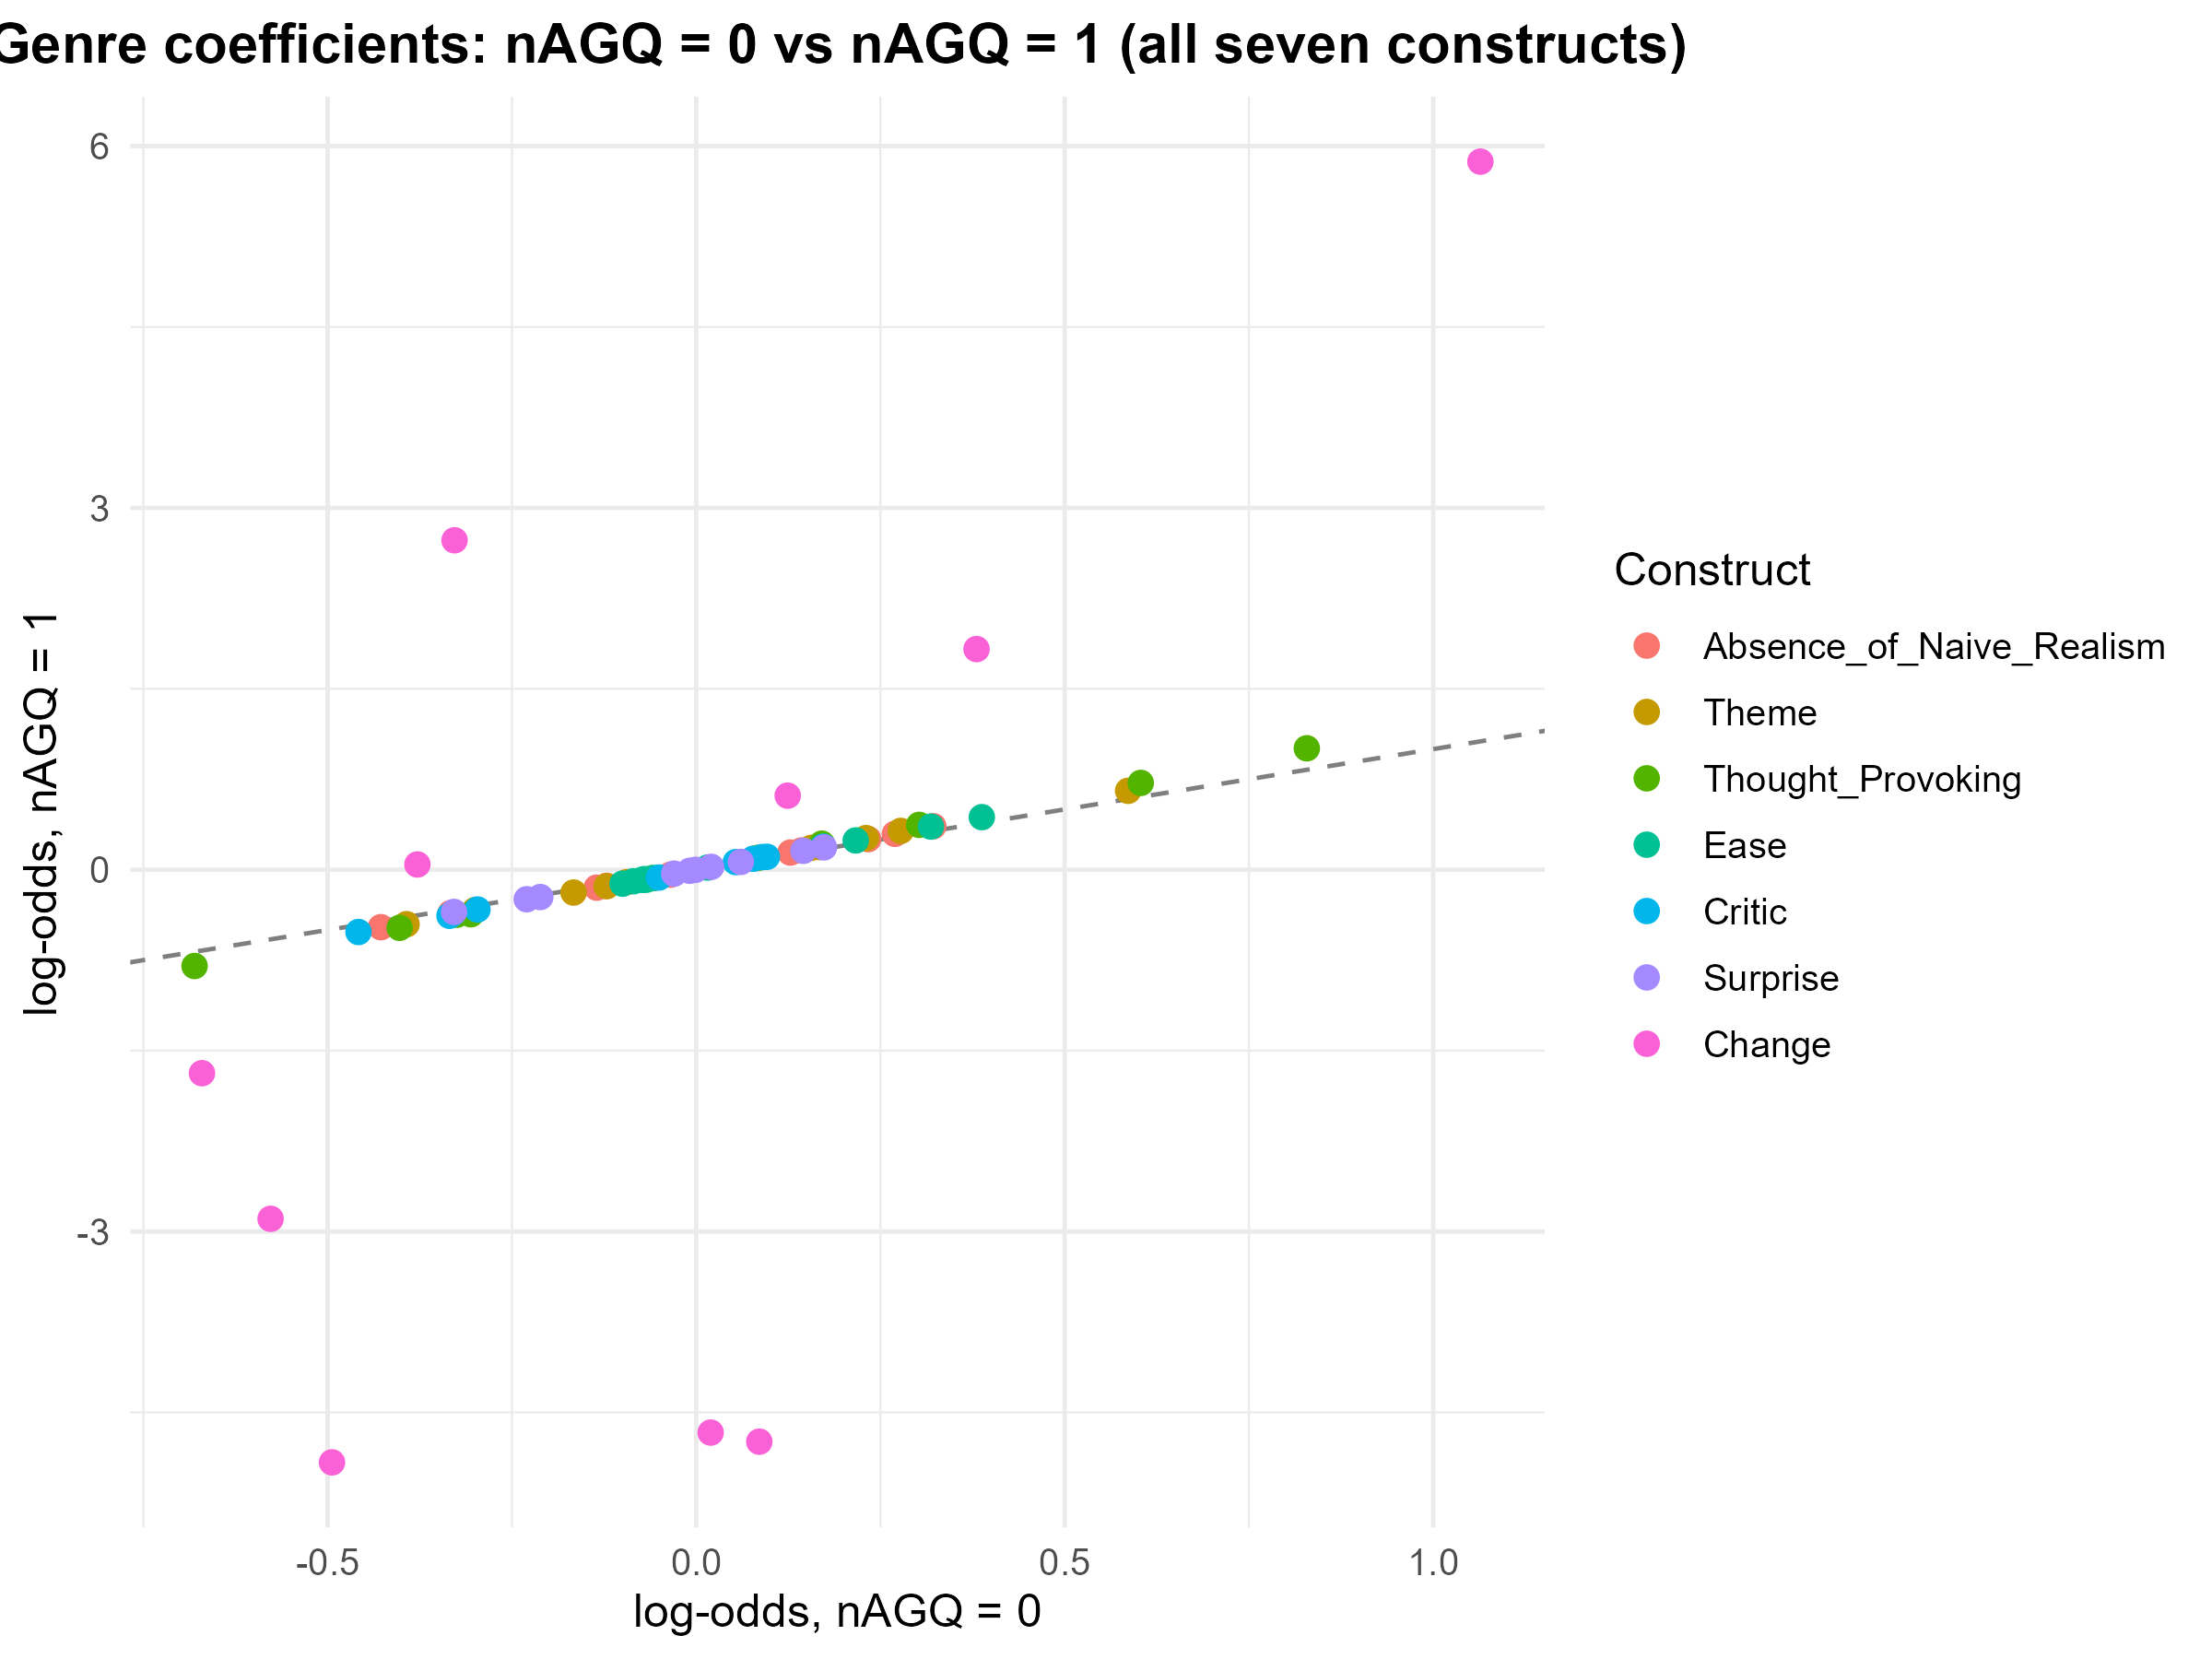 Genre coefficients: nAGQ = 0 vs nAGQ = 1 (all seven constructs)
log-odds, nAGQ = 1
6
3
0
-3
-0.5
0.0
0.5
1.0
log-odds, nAGQ = 0
Construct
Absence_of_Naive_Realism
Theme
Thought_Provoking
Ease
Critic
Surprise
Change